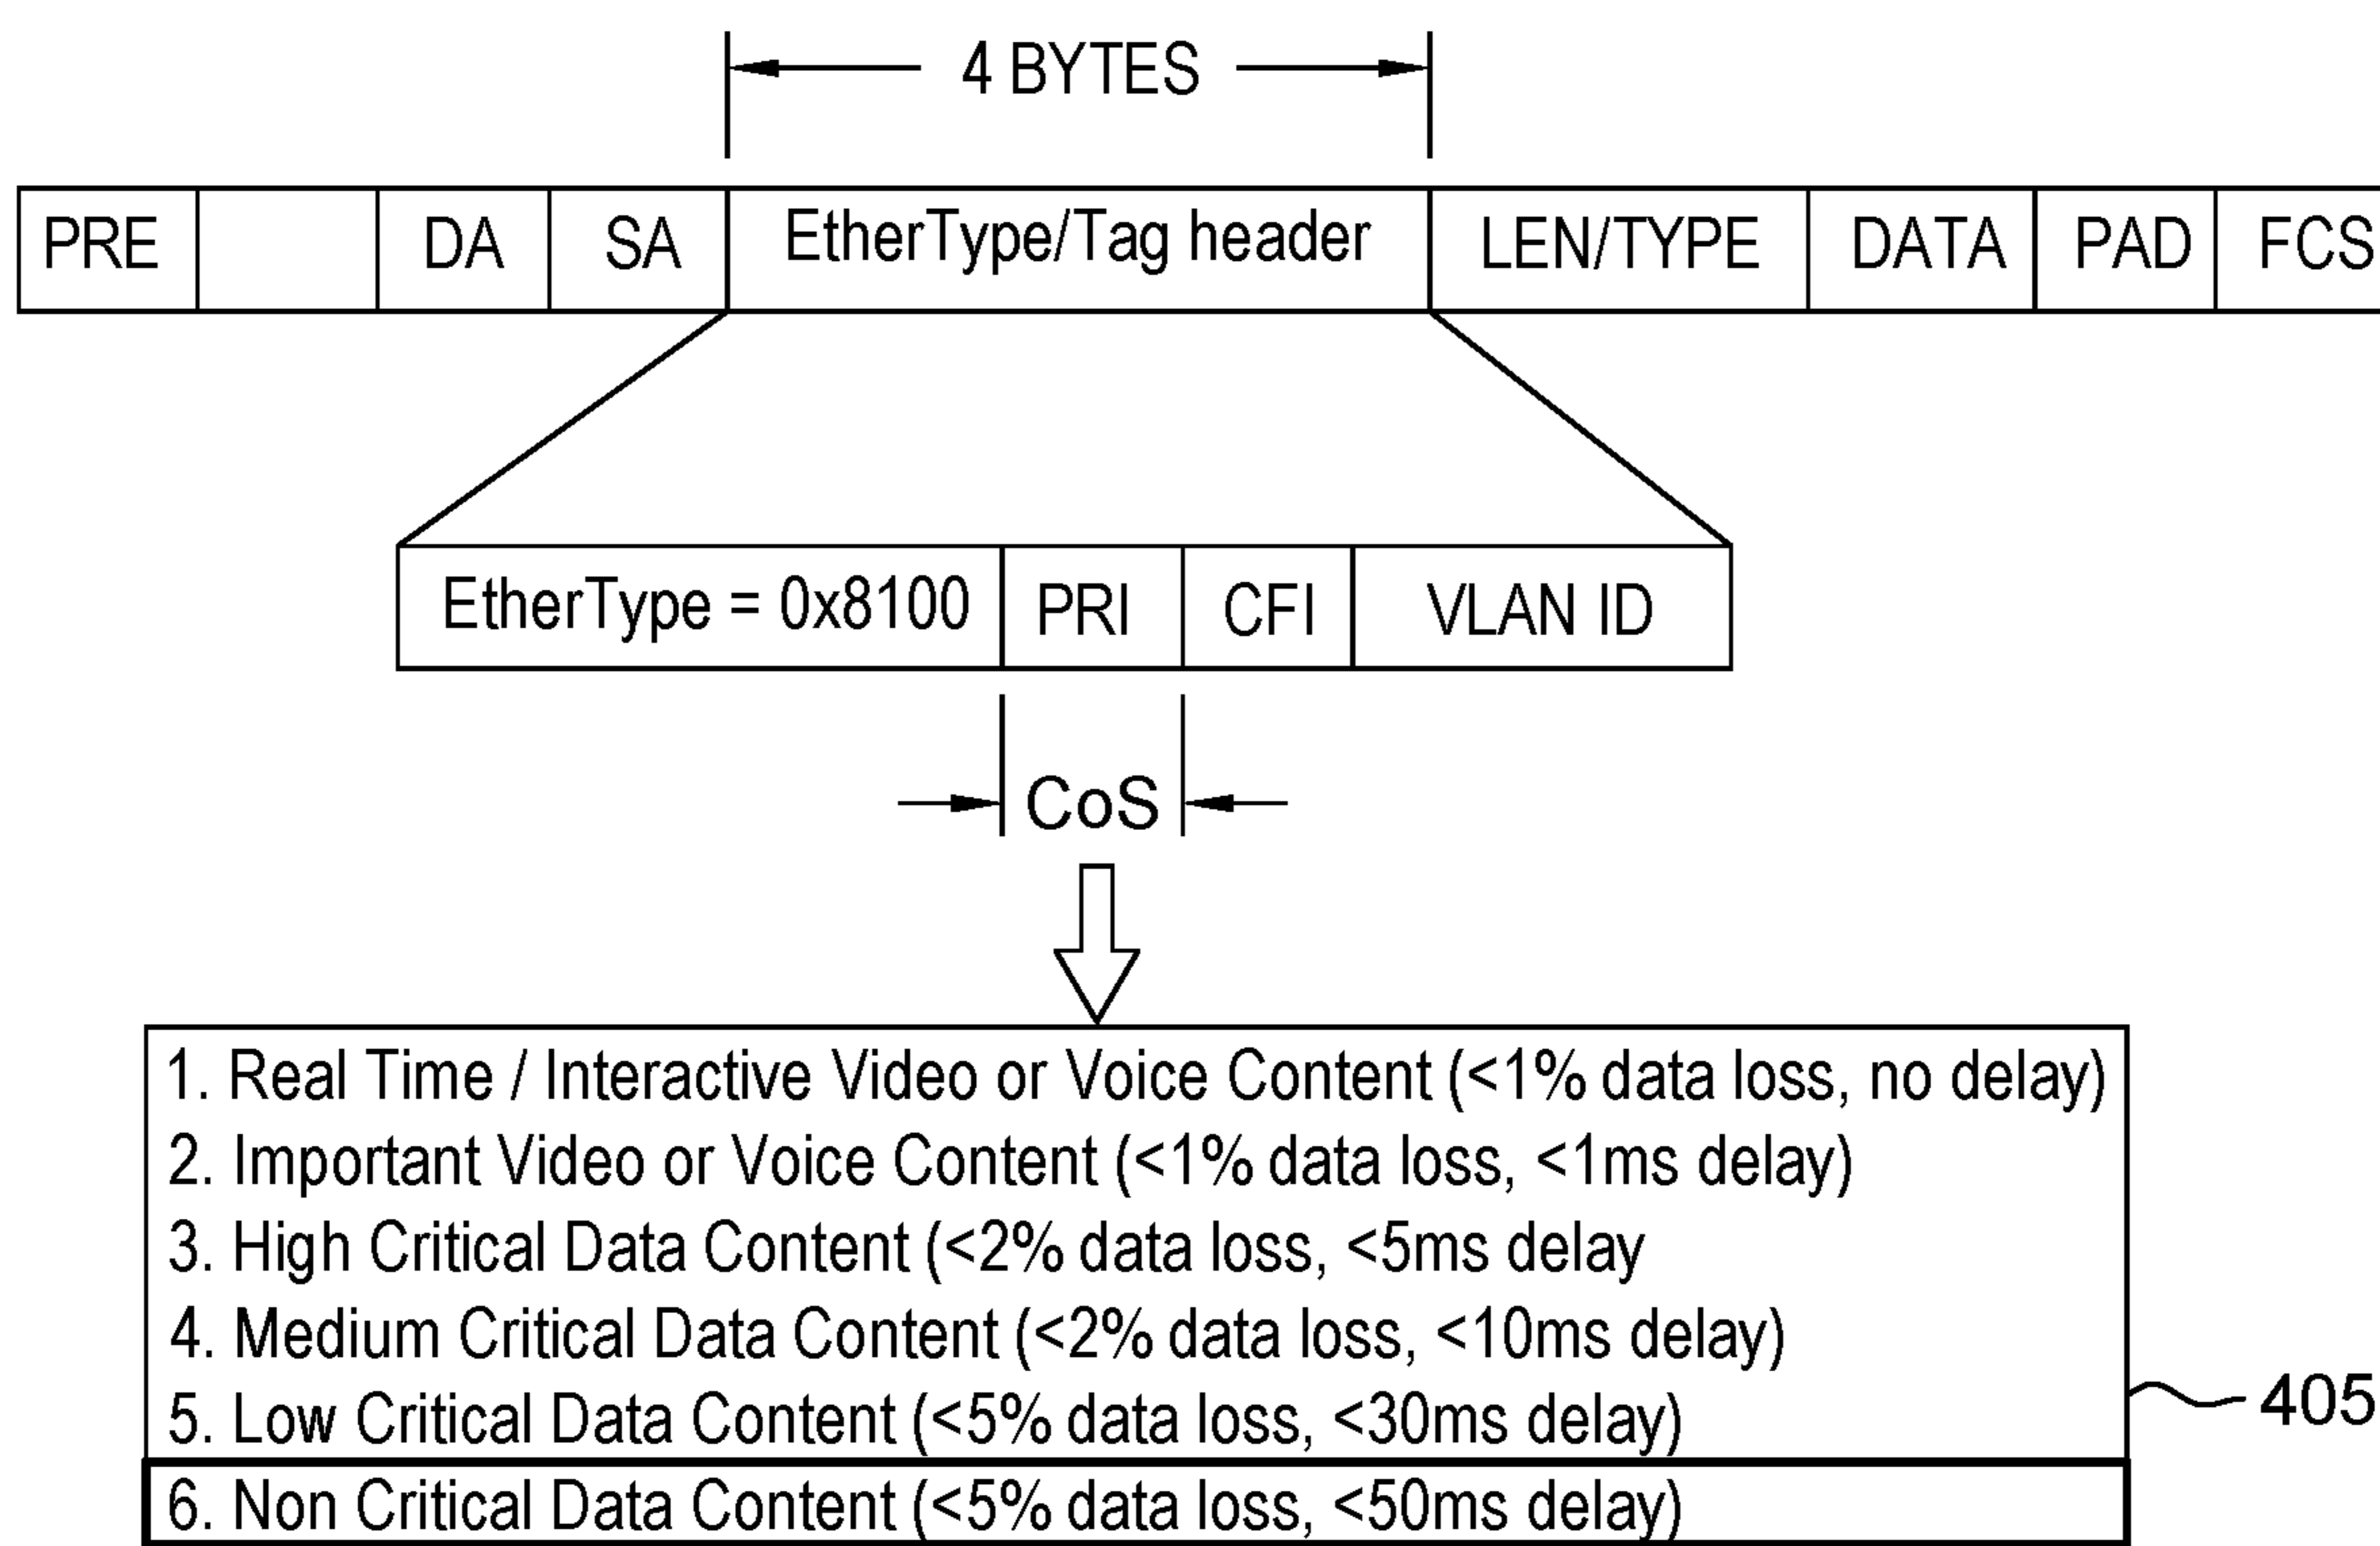 4 BYTES
PRE DA SA EtherType/Tag header LEN/TYPE DATA PAD FCS
EtherType = 0x8100 PRI CFI VLAN ID
CoS
1. Real Time / Interactive Video or Voice Content (<1% data loss, no delay)
2. Important Video or Voice Content (<1% data loss, <1ms delay)
3. High Critical Data Content (<2% data loss, <5ms delay
4. Medium Critical Data Content (<2% data loss, <10ms delay)
5. Low Critical Data Content (<5% data loss, <30ms delay)
405
6. Non Critical Data Content (<5% data loss, <50ms delay)